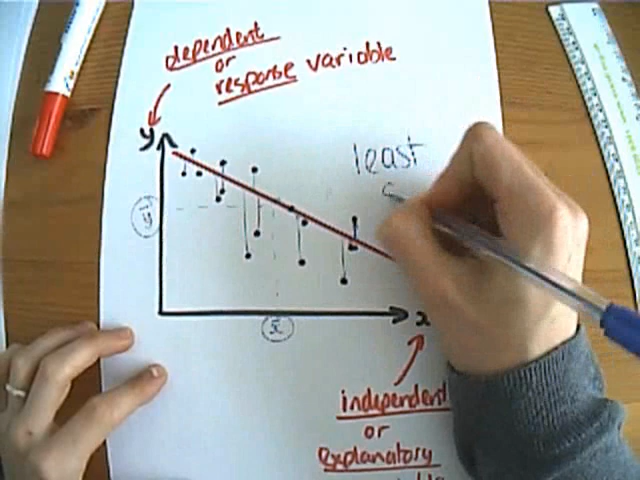 dependent
or
response variable
y
least
s
ȳ
x̄
x
independent
or
explanatory